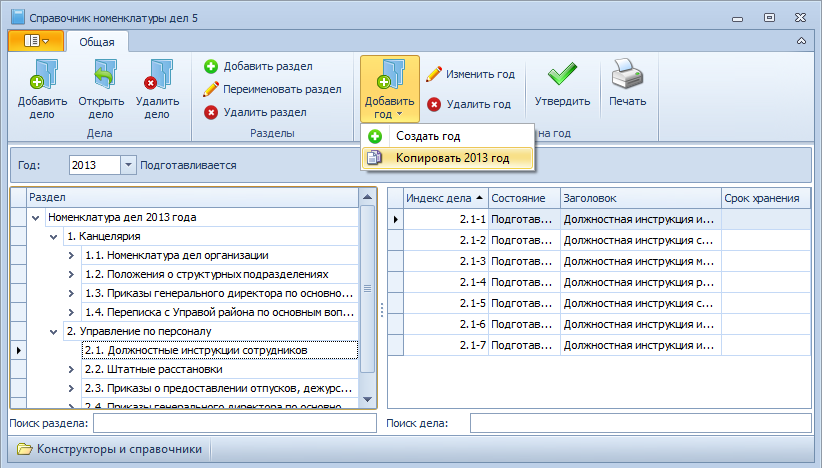 Справочник номенклатуры дел 5
Общая
Добавить дело
Открыть дело
Удалить дело
Дела
Добавить раздел
Переименовать раздел
Удалить раздел
Разделы
Добавить год
Изменить год
Удалить год
Утвердить
на год
Печать
Создать год
Копировать 2013 год
Год: 2013 Подготавливается
Раздел
Номенклатура дел 2013 года
1. Канцелярия
1.1. Номенклатура дел организации
1.2. Положения о структурных подразделениях
1.3. Приказы генерального директора по основно...
1.4. Переписка с Управой района по основным воп...
2. Управление по персоналу
2.1. Должностные инструкции сотрудников
2.2. Штатные расстановки
2.3. Приказы о предоставлении отпусков, дежурс...
2.4. Приказы генерального директора по основно...
Индекс дела Состояние Заголовок Срок хранения
2.1-1 Подготав... Должностная инструкция и...
2.1-2 Подготав... Должностная инструкция с...
2.1-3 Подготав... Должностная инструкция м...
2.1-4 Подготав... Должностная инструкция р...
2.1-5 Подготав... Должностная инструкция с...
2.1-6 Подготав... Должностная инструкция и...
2.1-7 Подготав... Должностная инструкция и...
Поиск раздела:
Поиск дела:
Конструкторы и справочники